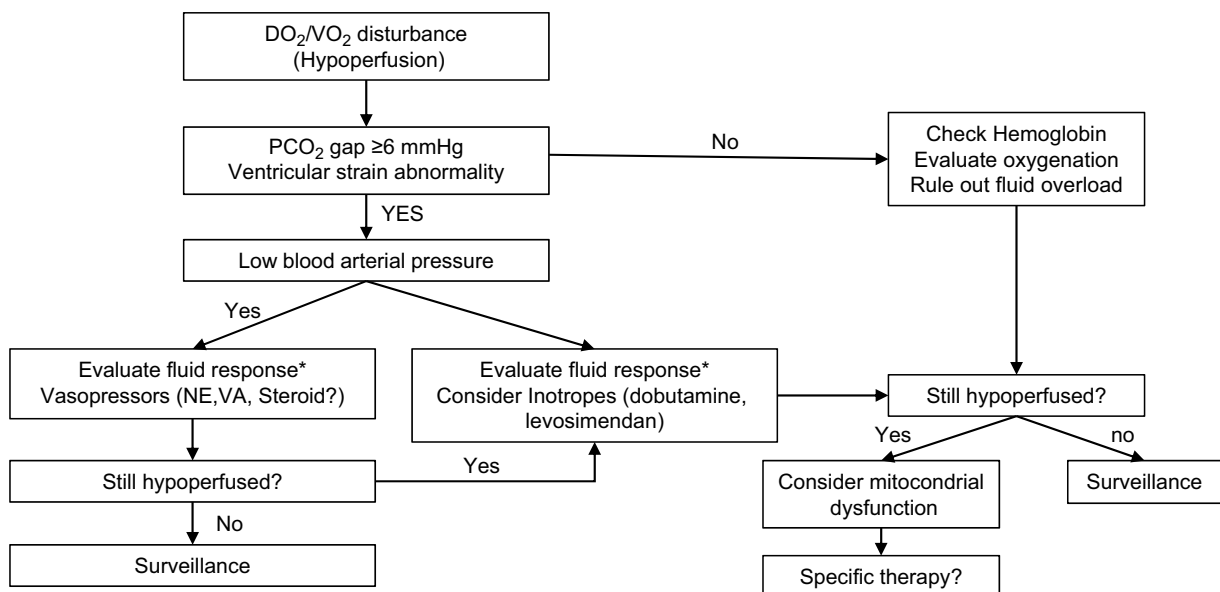 DO₂/VO₂ disturbance
(Hypoperfusion)
PCO₂ gap ≥6 mmHg
Ventricular strain abnormality
No
Check Hemoglobin
Evaluate oxygenation
Rule out fluid overload
YES
Low blood arterial pressure
Yes
Evaluate fluid response*
Vasopressors (NE,VA, Steroid?)
Evaluate fluid response*
Consider Inotropes (dobutamine,
levosimendan)
Still hypoperfused?
Yes
no
Still hypoperfused?
Yes
Consider mitocondrial
dysfunction
Surveillance
No
Surveillance
Specific therapy?